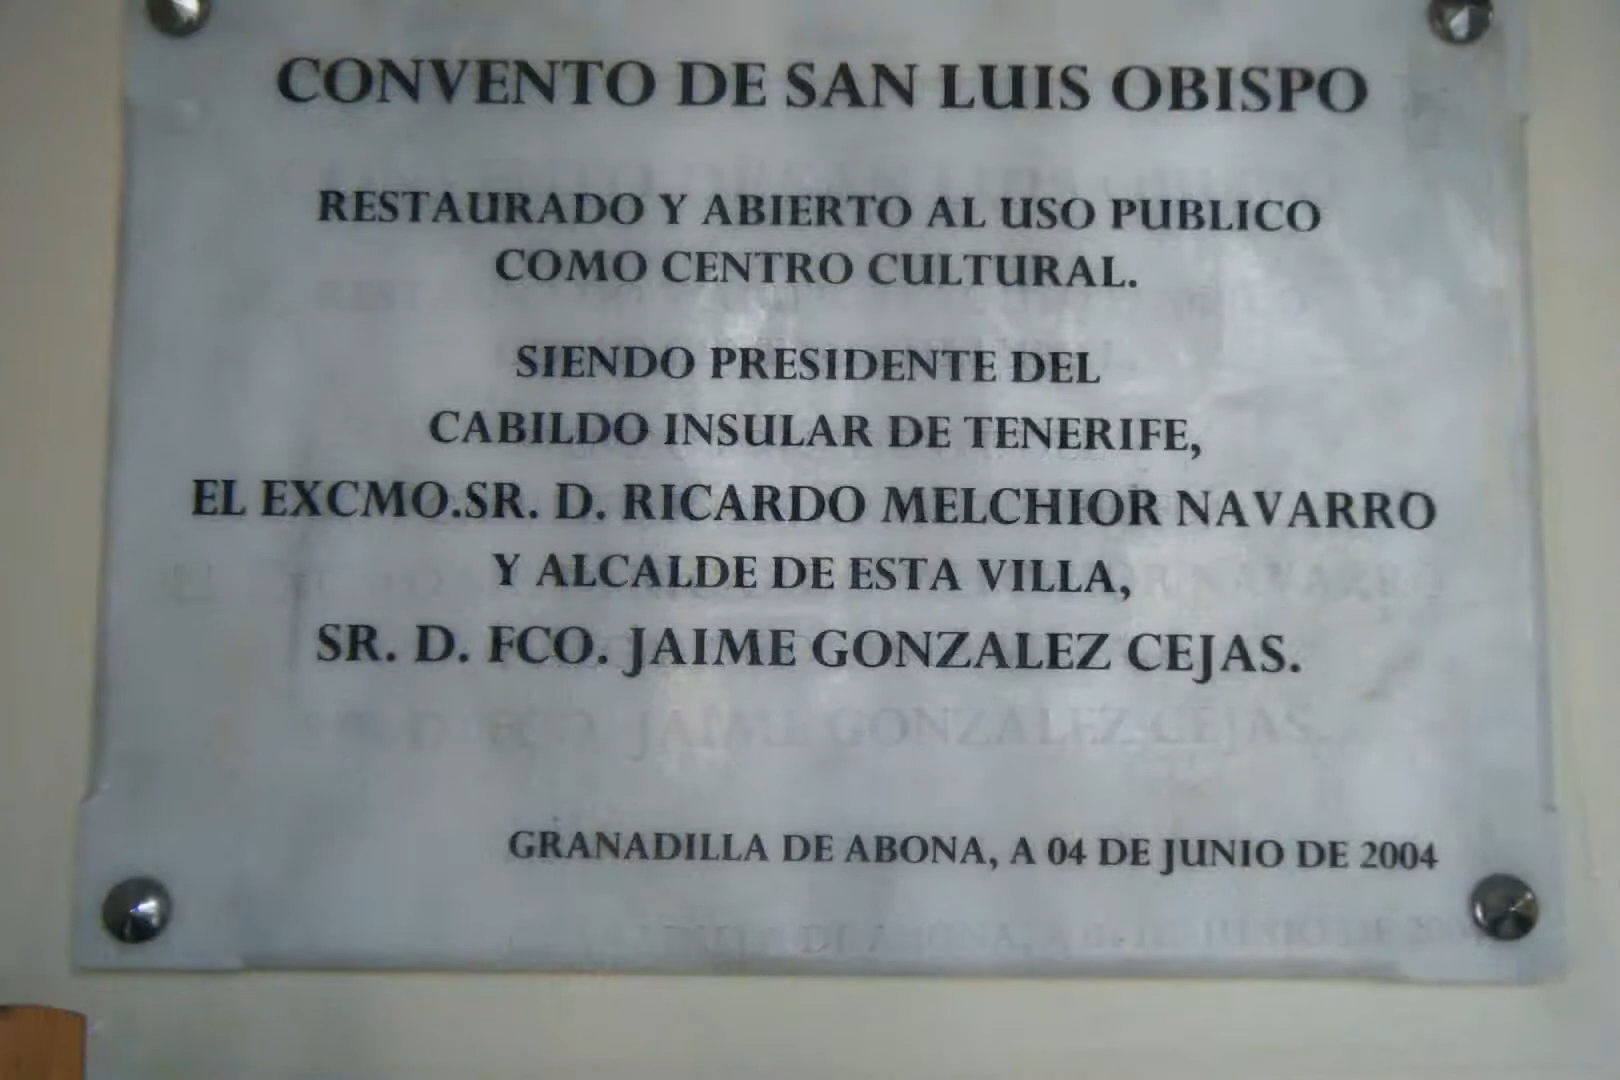 CONVENTO DE SAN LUIS OBISPO
RESTAURADO Y ABIERTO AL USO PUBLICO
COMO CENTRO CULTURAL.
SIENDO PRESIDENTE DEL
CABILDO INSULAR DE TENERIFE,
EL EXCMO.SR. D. RICARDO MELCHIOR NAVARRO
Y ALCALDE DE ESTA VILLA,
SR. D. FCO. JAIME GONZALEZ CEJAS.
GRANADILLA DE ABONA, A 04 DE JUNIO DE 2004